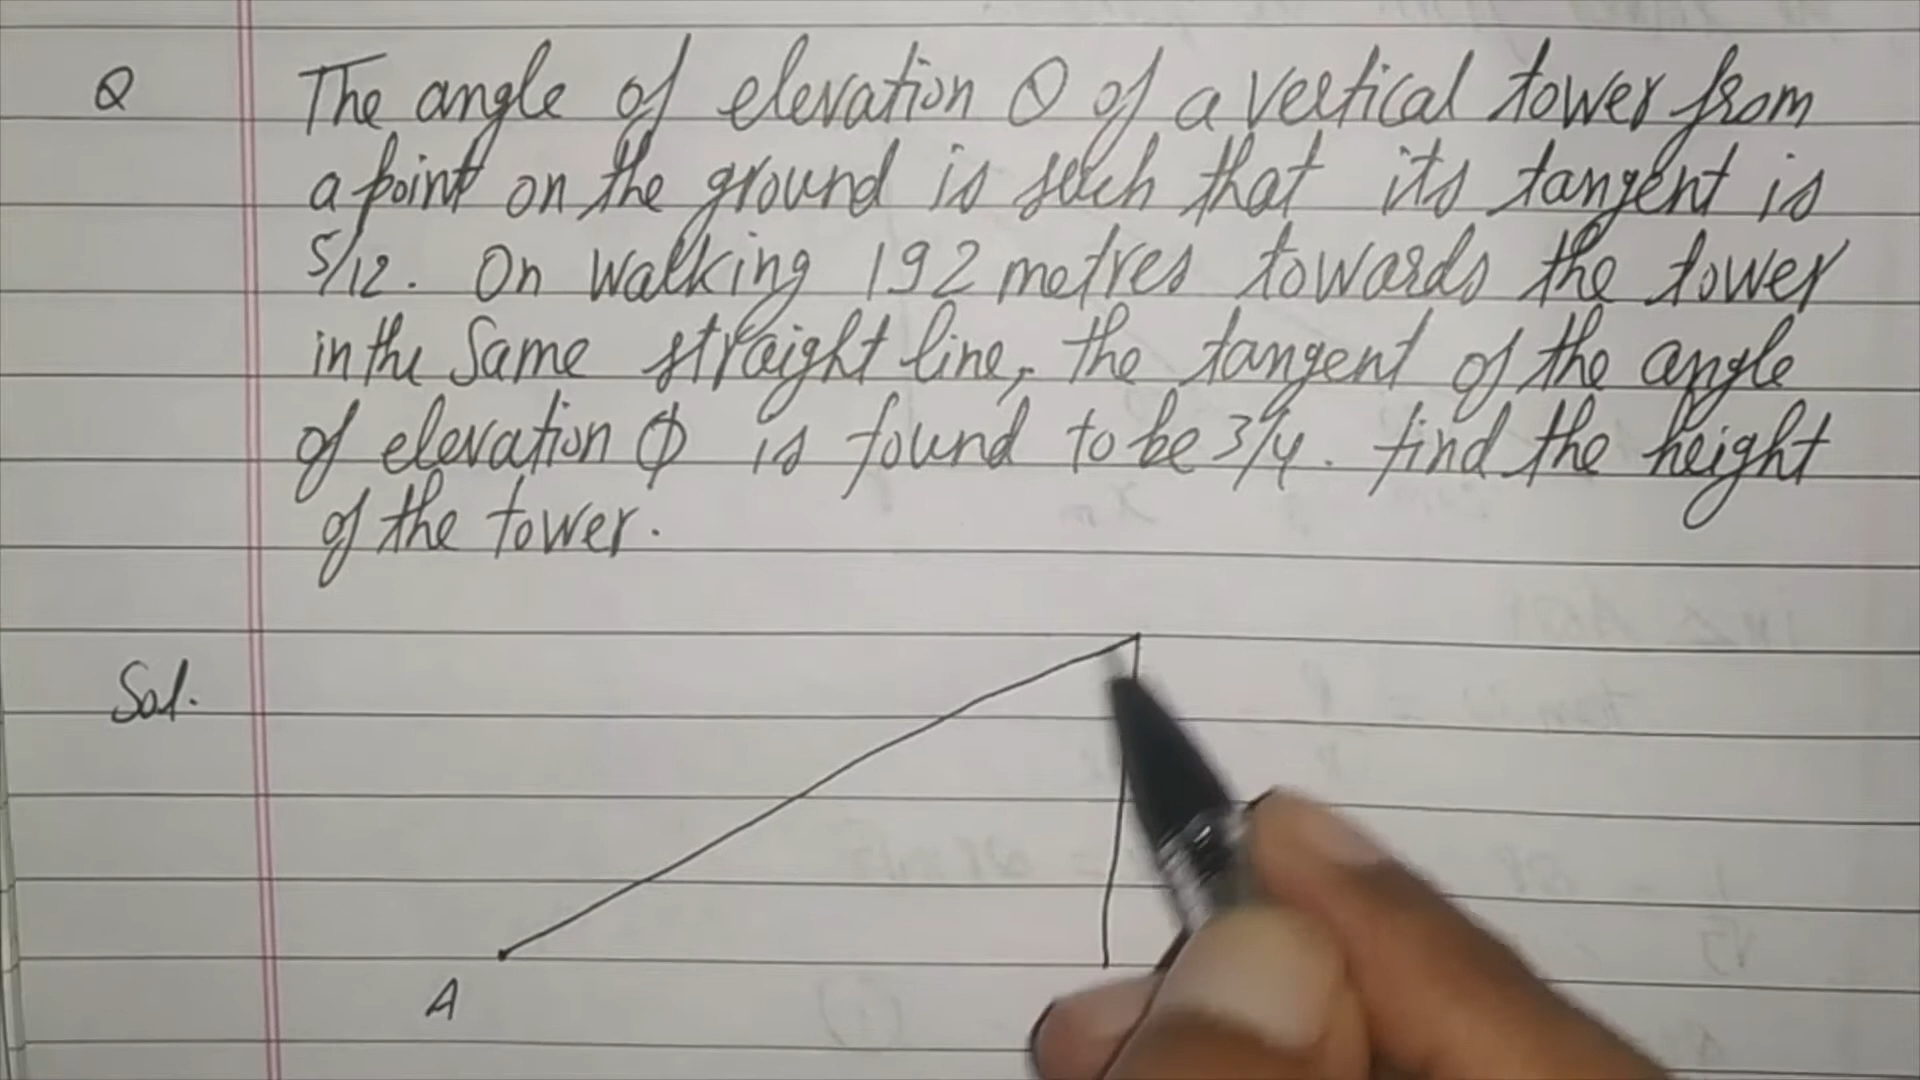 Q The angle of elevation θ of a vertical tower from
a point on the ground is such that its tangent is
5/12. On walking 192 metres towards the tower
in the same straight line, the tangent of the angle
of elevation ϕ is found to be 3/4. find the height
of the tower.
Sol.
A